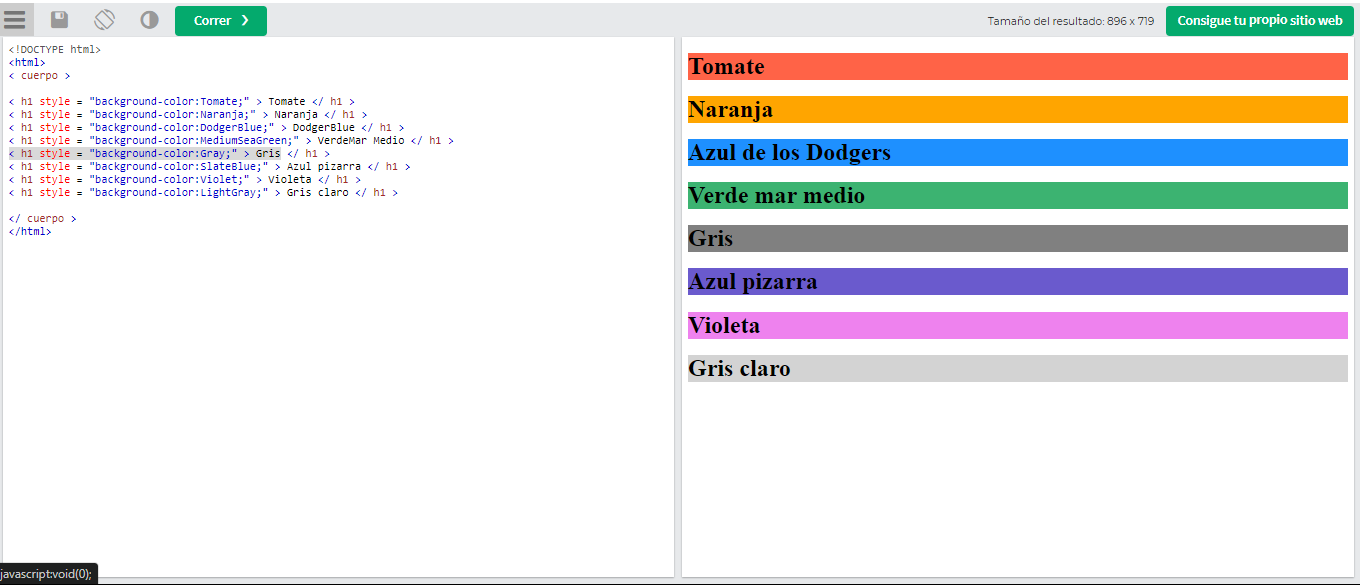 Correr ❯
Tamaño del resultado: 896 x 719
Consigue tu propio sitio web
<!DOCTYPE html>
<html>
< cuerpo >
< h1 style = "background-color:Tomate;" > Tomate </ h1 >
< h1 style = "background-color:Naranja;" > Naranja </ h1 >
< h1 style = "background-color:DodgerBlue;" > DodgerBlue </ h1 >
< h1 style = "background-color:MediumSeaGreen;" > VerdeMar Medio </ h1 >
< h1 style = "background-color:Gray;" > Gris </ h1 >
< h1 style = "background-color:SlateBlue;" > Azul pizarra </ h1 >
< h1 style = "background-color:Violet;" > Violeta </ h1 >
< h1 style = "background-color:LightGray;" > Gris claro </ h1 >
</ cuerpo >
</html>
Tomate
Naranja
Azul de los Dodgers
Verde mar medio
Gris
Azul pizarra
Violeta
Gris claro
javascript:void(0);